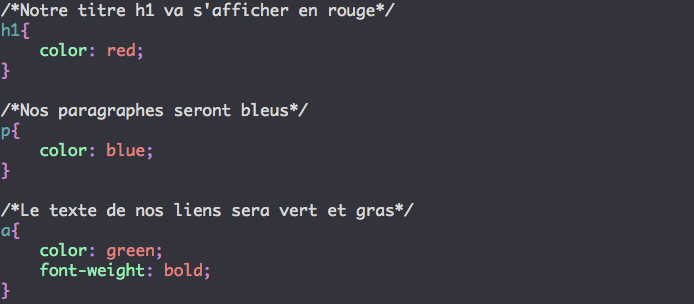 /*Notre titre h1 va s'afficher en rouge*/
h1{
    color: red;
}

/*Nos paragraphes seront bleus*/
p{
    color: blue;
}

/*Le texte de nos liens sera vert et gras*/
a{
    color: green;
    font-weight: bold;
}